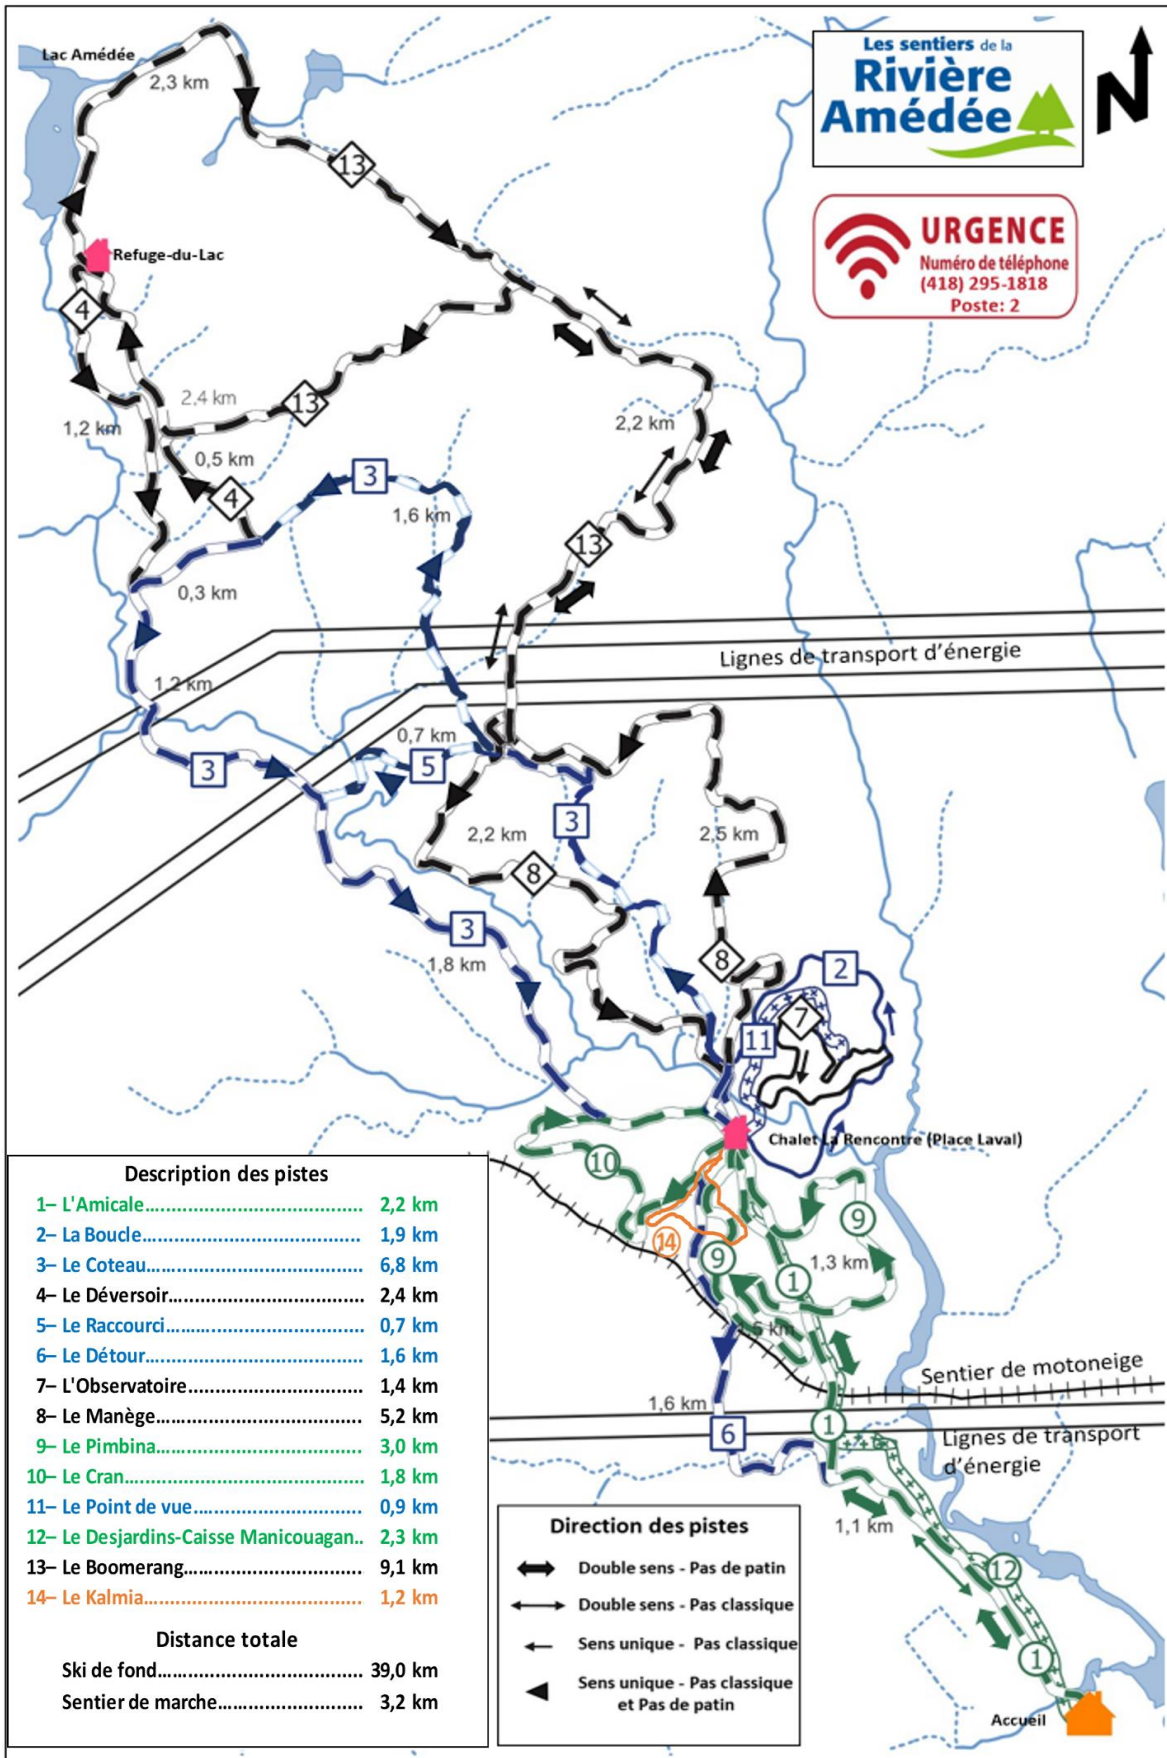 Lac Amédée
2,3 km
Les sentiers de la
Rivière
Amédée
N
13
URGENCE
Numéro de téléphone
(418) 295-1818
Poste: 2
Refuge-du-Lac
4
2,4 km
13
1,2 km
0,5 km
2,2 km
4
3
1,6 km
13
0,3 km
Lignes de transport d'énergie
1,2 km
0,7 km
3
5
3
2,2 km
2,5 km
8
3
1,8 km
8
2
7
11
Chalet La Rencontre (Place Laval)
10
9
14
9
1,3 km
1
Sentier de motoneige
1,6 km
6
1
Lignes de transport
d'énergie
1,1 km
12
1
Accueil
Description des pistes
1– L'Amicale.......................................... 2,2 km
2– La Boucle.......................................... 1,9 km
3– Le Coteau.......................................... 6,8 km
4– Le Déversoir...................................... 2,4 km
5– Le Raccourci...................................... 0,7 km
6– Le Détour.......................................... 1,6 km
7– L'Observatoire................................... 1,4 km
8– Le Manège........................................ 5,2 km
9– Le Pimbina........................................ 3,0 km
10– Le Cran............................................ 1,8 km
11– Le Point de vue................................. 0,9 km
12– Le Desjardins-Caisse Manicouagan.. 2,3 km
13– Le Boomerang................................... 9,1 km
14– Le Kalmia.......................................... 1,2 km
Distance totale
Ski de fond........................................ 39,0 km
Sentier de marche............................. 3,2 km
Direction des pistes
Double sens - Pas de patin
Double sens - Pas classique
Sens unique - Pas classique
Sens unique - Pas classique
et Pas de patin